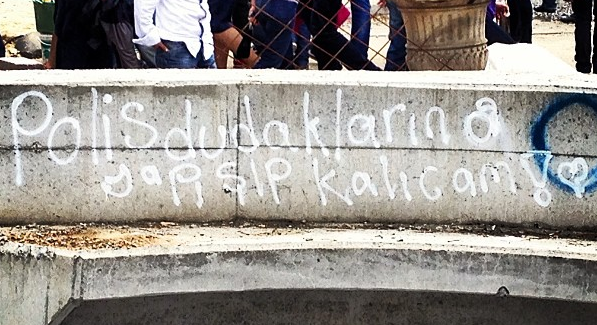 Polis dudaklarına
yapışıp kalıcam!